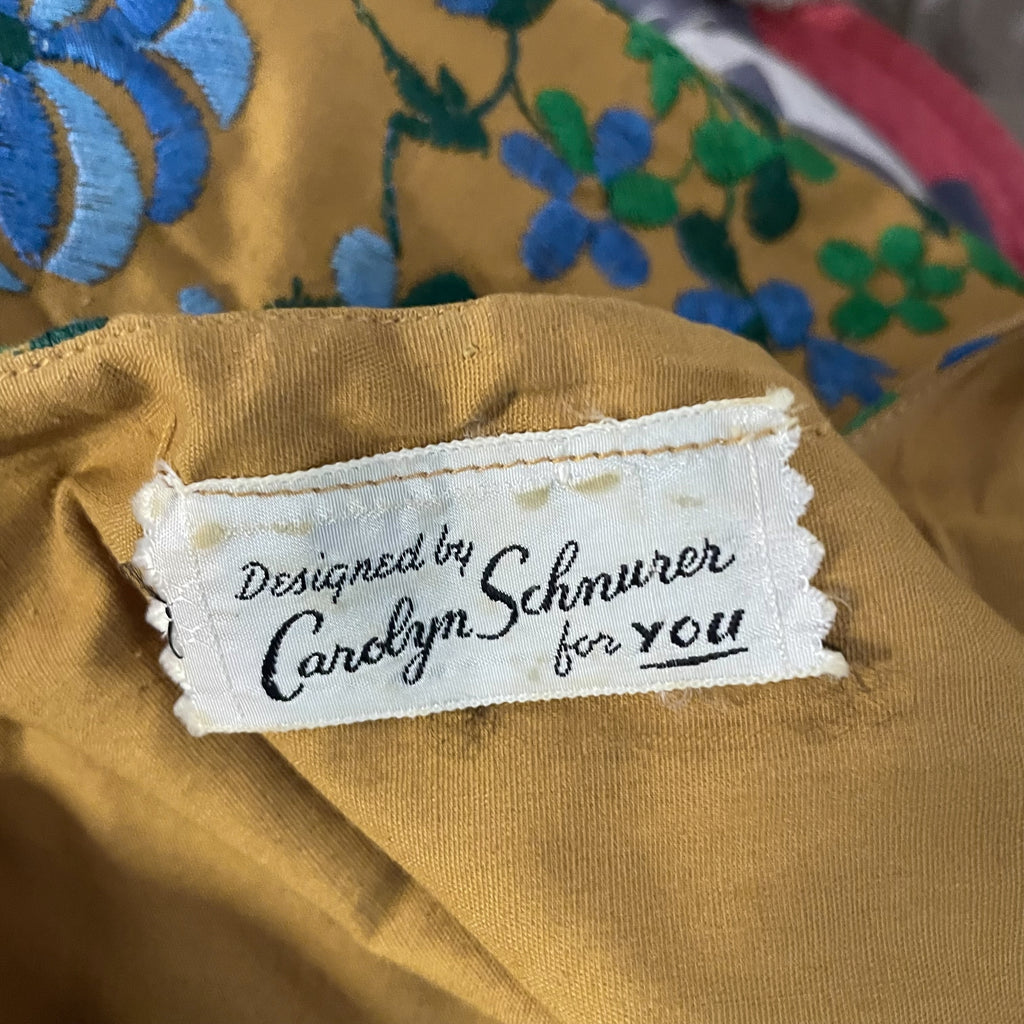 Designed by
Carolyn Schnurer
for YOU